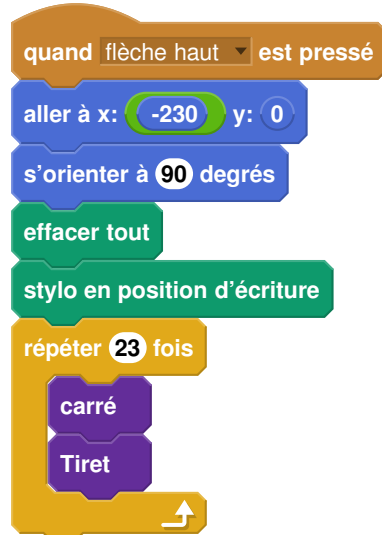 quand flèche haut est pressé
aller à x: -230 y: 0
s'orienter à 90 degrés
effacer tout
stylo en position d'écriture
répéter 23 fois
carré
Tiret